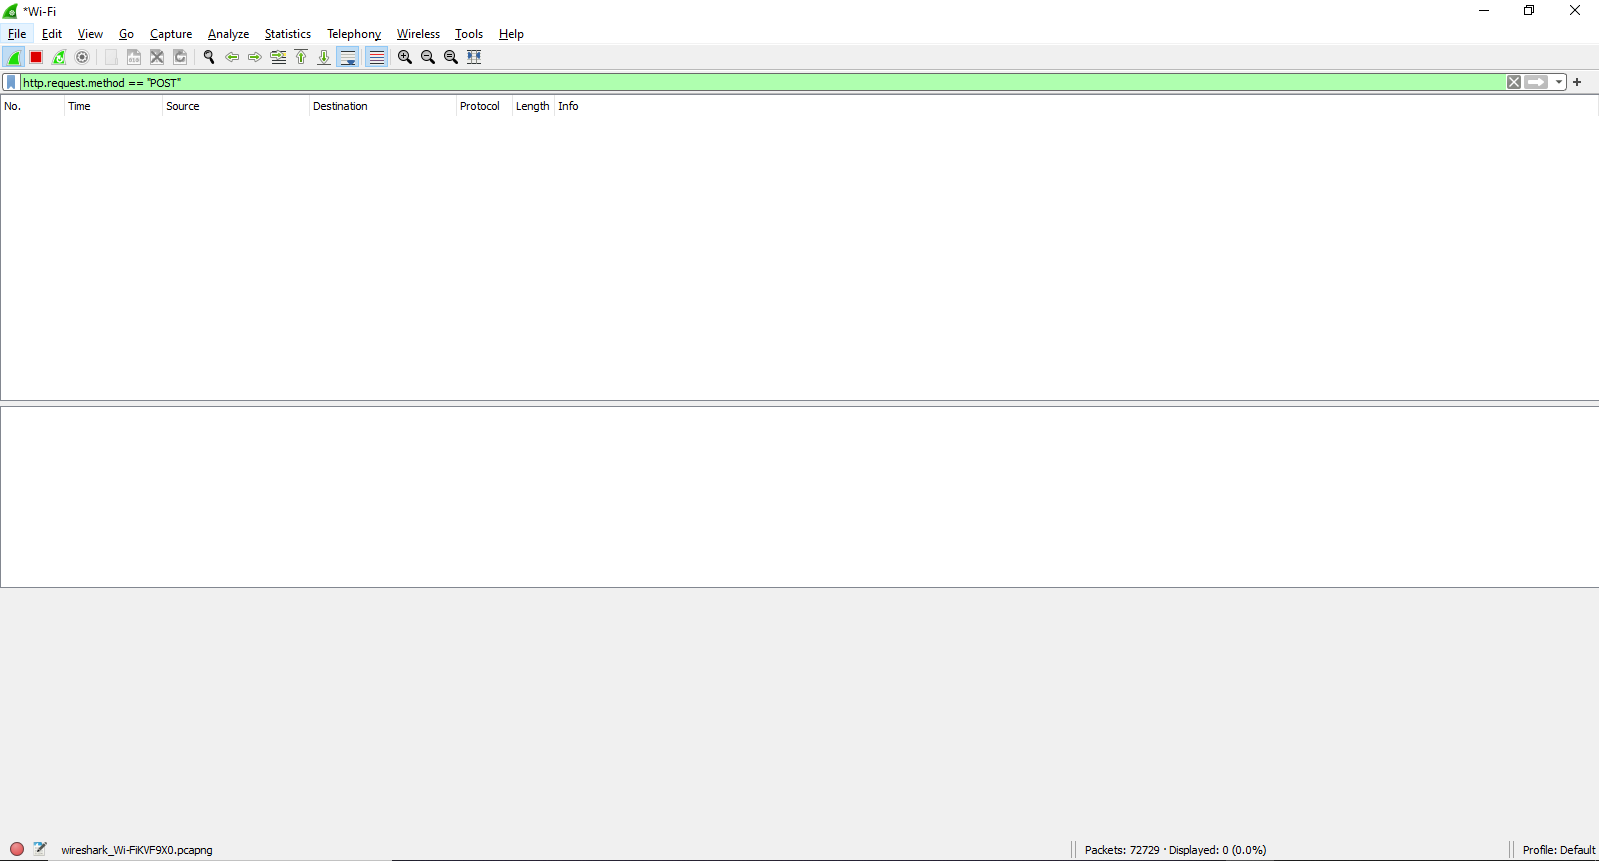 *Wi-Fi
File Edit View Go Capture Analyze Statistics Telephony Wireless Tools Help
http.request.method == "POST"
No. Time Source Destination Protocol Length Info
wireshark_Wi-FiKVF9X0.pcapng Packets: 72729 · Displayed: 0 (0.0%) Profile: Default